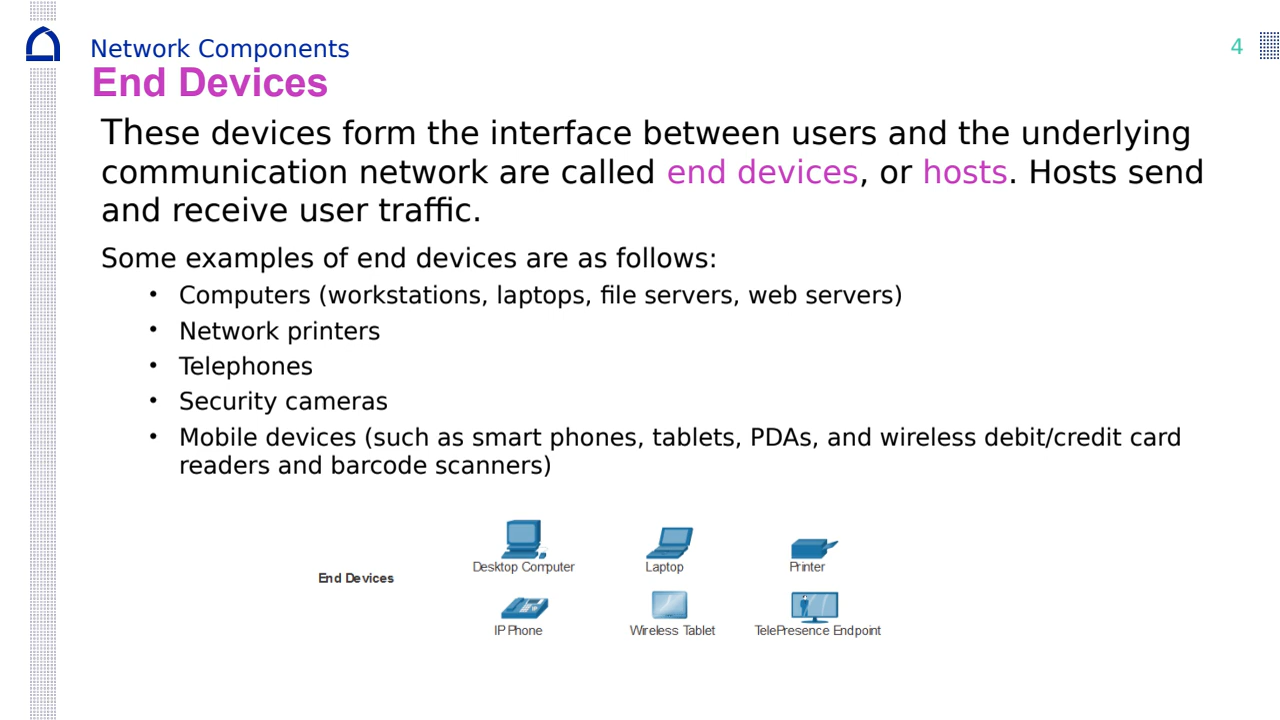 Network Components
4
End Devices
These devices form the interface between users and the underlying
communication network are called end devices, or hosts. Hosts send
and receive user traffic.
Some examples of end devices are as follows:
• Computers (workstations, laptops, file servers, web servers)
• Network printers
• Telephones
• Security cameras
• Mobile devices (such as smart phones, tablets, PDAs, and wireless debit/credit card
readers and barcode scanners)
End Devices
Desktop Computer Laptop Printer
IP Phone Wireless Tablet TelePresence Endpoint